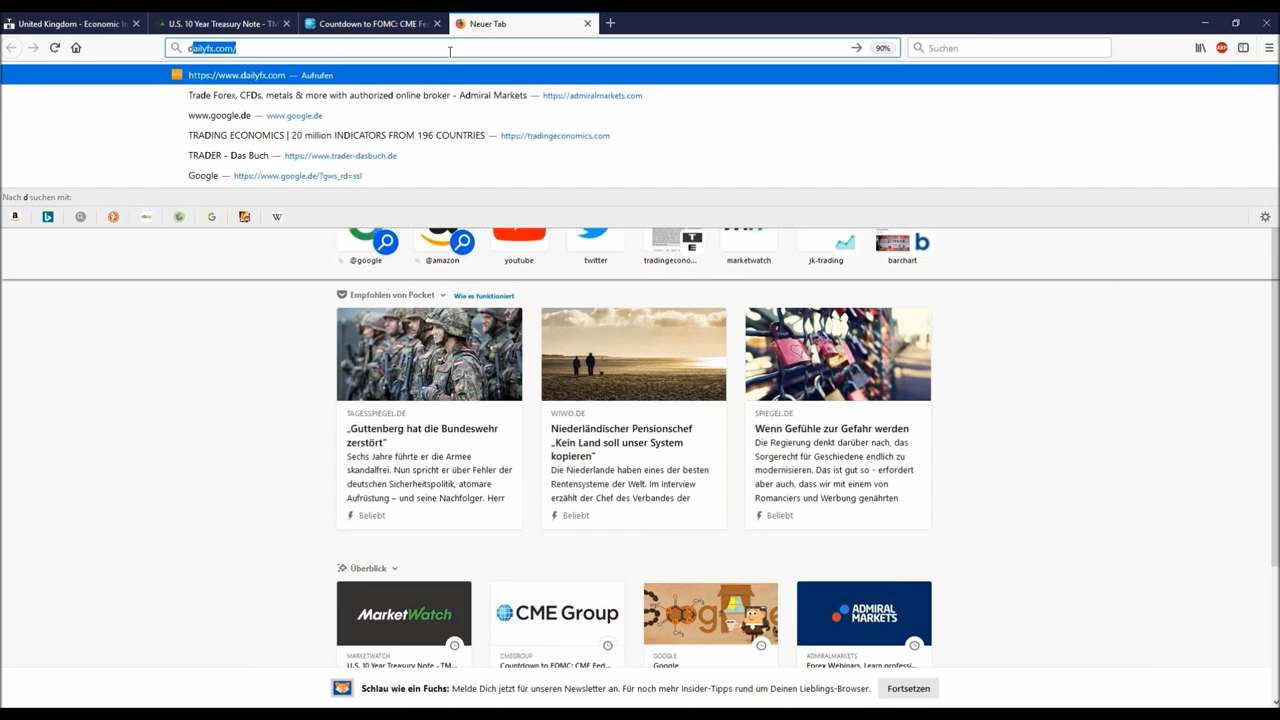 United Kingdom - Economic In
U.S. 10 Year Treasury Note - TM
Countdown to FOMC: CME Fe
Neuer Tab
dailyfx.com/
90%
Suchen
ABP
https://www.dailyfx.com — Aufrufen
Trade Forex, CFDs, metals & more with authorized online broker - Admiral Markets — https://admiralmarkets.com
www.google.de — www.google.de
TRADING ECONOMICS | 20 million INDICATORS FROM 196 COUNTRIES — https://tradingeconomics.com
TRADER - Das Buch — https://www.trader-dasbuch.de
Google — https://www.google.de/?gws_rd=ssl
Nach d suchen mit:
@google
@amazon
youtube
twitter
tradingecono...
marketwatch
jk-trading
barchart
Empfohlen von Pocket
Wie es funktioniert
TAGESSPIEGEL.DE
„Guttenberg hat die Bundeswehr
zerstört“
Sechs Jahre führte er die Armee
skandalfrei. Nun spricht er über Fehler der
deutschen Sicherheitspolitik, atomare
Aufrüstung – und seine Nachfolger. Herr
Beliebt
WIWO.DE
Niederländischer Pensionschef
„Kein Land soll unser System
kopieren“
Die Niederlande haben eines der besten
Rentensysteme der Welt. Im Interview
erzählt der Chef des Verbandes der
Beliebt
SPIEGEL.DE
Wenn Gefühle zur Gefahr werden
Die Regierung denkt darüber nach, das
Sorgerecht für Geschiedene endlich zu
modernisieren. Das ist gut so - erfordert
aber auch, dass wir mit einem von
Romanciers und Werbung genährten
Beliebt
Überblick
MarketWatch
MARKETWATCH
U.S. 10 Year Treasury Note - TM...
CME Group
CMEGROUP
Countdown to FOMC: CME Fed...
GOOGLE
Google
ADMIRAL
MARKETS
ADMIRALMARKETS
Forex Webinars, Learn professi...
Schlau wie ein Fuchs: Melde Dich jetzt für unseren Newsletter an. Für noch mehr Insider-Tipps rund um Deinen Lieblings-Browser.
Fortsetzen